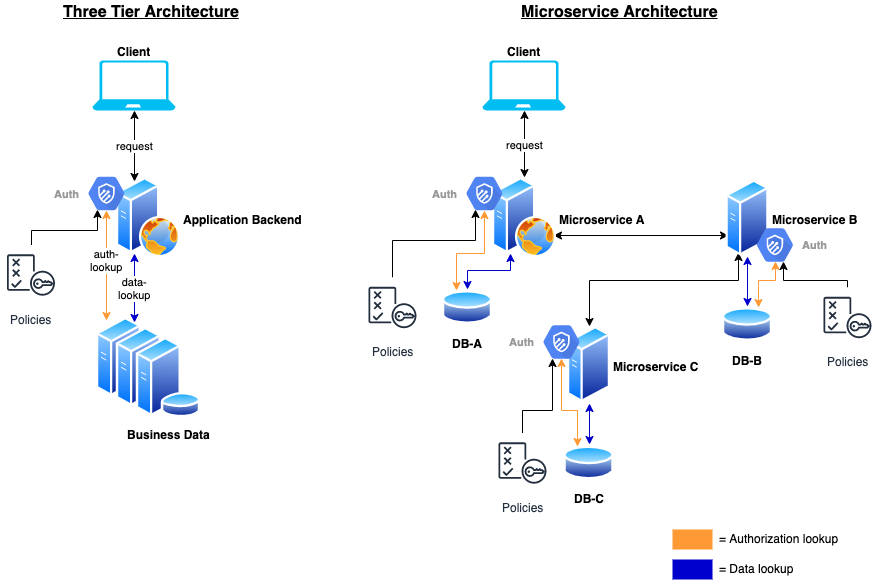 Three Tier Architecture
Client
request
Auth
Application Backend
auth-
lookup
data-
lookup
Policies
Business Data
Microservice Architecture
Client
request
Auth
Microservice A
Microservice B
Auth
Policies
DB-A
DB-B
Policies
Auth
Microservice C
Policies
DB-C
= Authorization lookup
= Data lookup